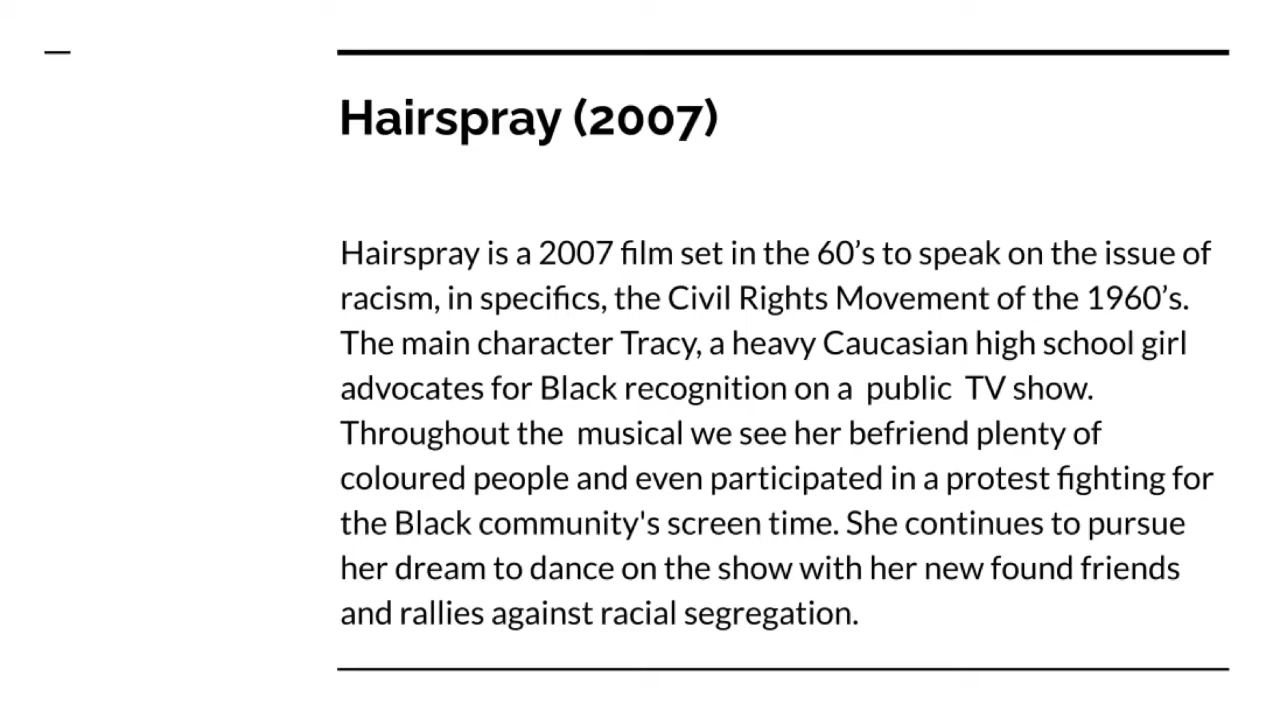 Hairspray (2007)
Hairspray is a 2007 film set in the 60’s to speak on the issue of
racism, in specifics, the Civil Rights Movement of the 1960’s.
The main character Tracy, a heavy Caucasian high school girl
advocates for Black recognition on a  public  TV show.
Throughout the  musical we see her befriend plenty of
coloured people and even participated in a protest fighting for
the Black community's screen time. She continues to pursue
her dream to dance on the show with her new found friends
and rallies against racial segregation.